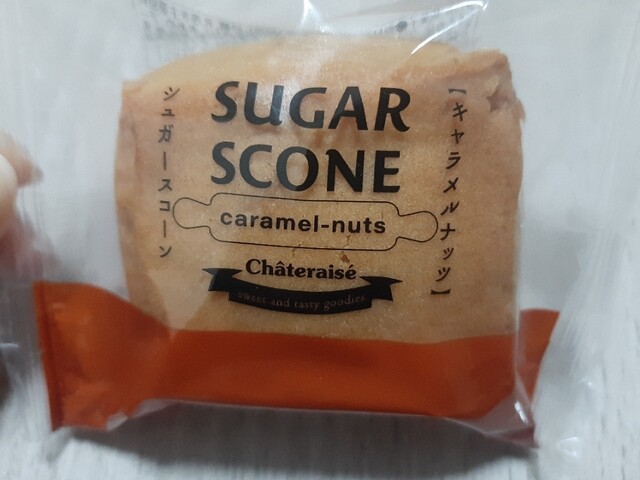 SUGAR
SCONE
caramel-nuts
Châteraisé
sweet and tasty goodies
シュガースコーン
【キャラメルナッツ】